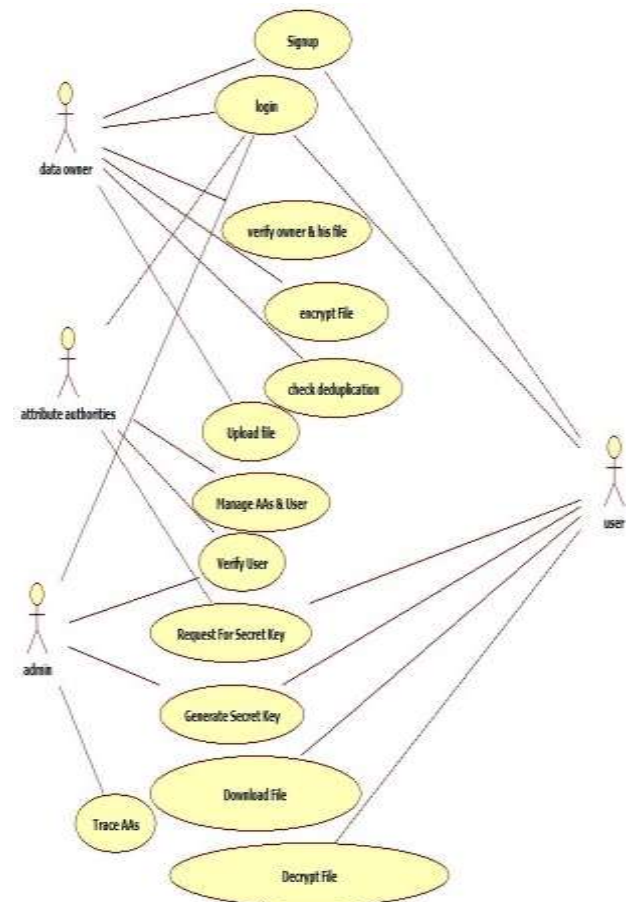 Signup
login
data owner
verify owner & his file
encrypt File
check deduplication
attribute authorities
Upload file
Manage AAs & User
user
Verify User
Request For Secret Key
admin
Generate Secret Key
Download File
Trace AAs
Decrypt File